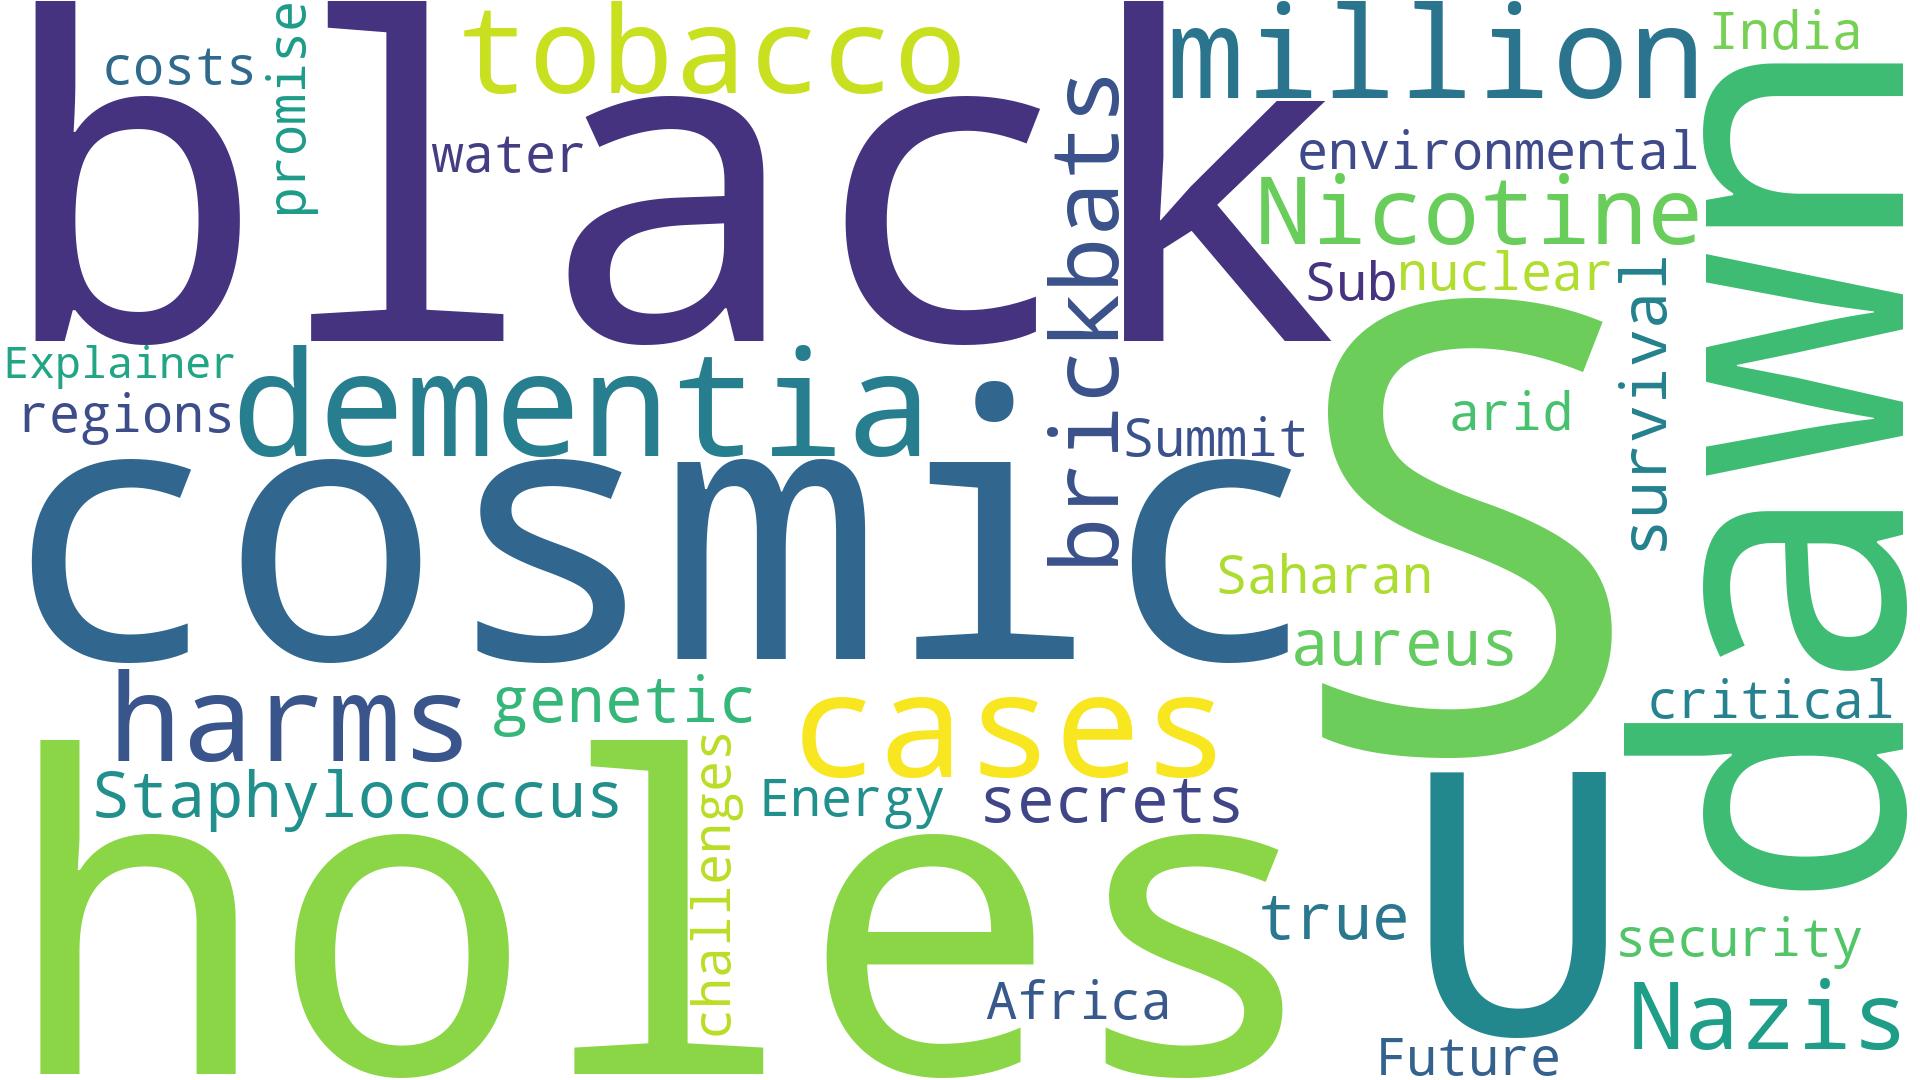 black
costs
promise
tobacco
water
million
India
environmental
brickbats
Nicotine
Sub
nuclear
dawn
survival
Explainer
regions
dementia
Summit
arid
S
cosmic
Saharan
aureus
harms
genetic
cases
critical
Staphylococcus
challenges
Energy
secrets
holes
U
true
security
Africa
Nazis
Future